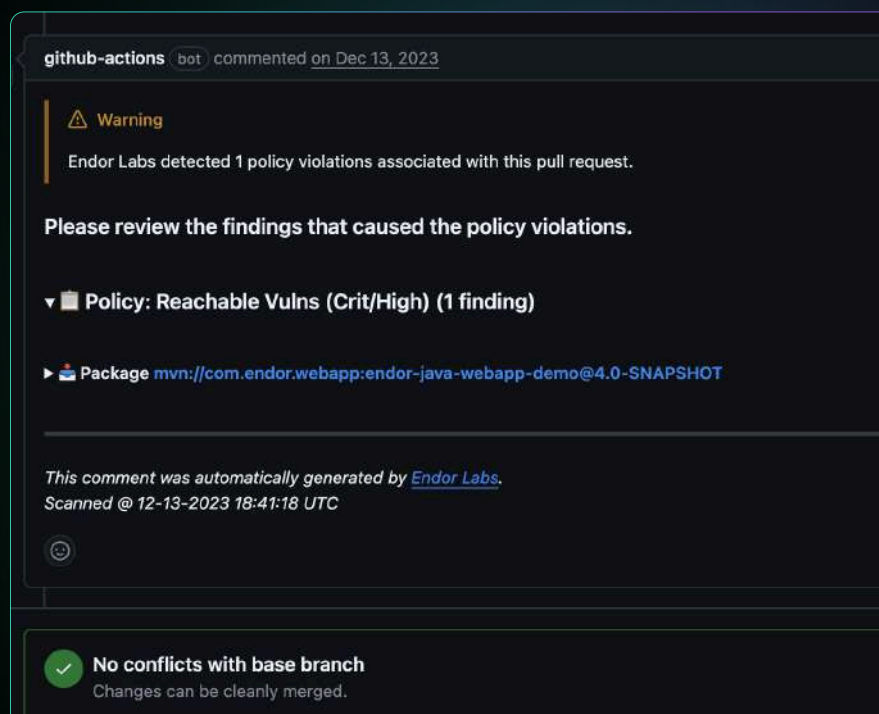 github-actions bot commented on Dec 13, 2023
Warning
Endor Labs detected 1 policy violations associated with this pull request.
Please review the findings that caused the policy violations.
Policy: Reachable Vulns (Crit/High) (1 finding)
Package mvn://com.endor.webapp:endor-java-webapp-demo@4.0-SNAPSHOT
This comment was automatically generated by Endor Labs.
Scanned @ 12-13-2023 18:41:18 UTC
No conflicts with base branch
Changes can be cleanly merged.